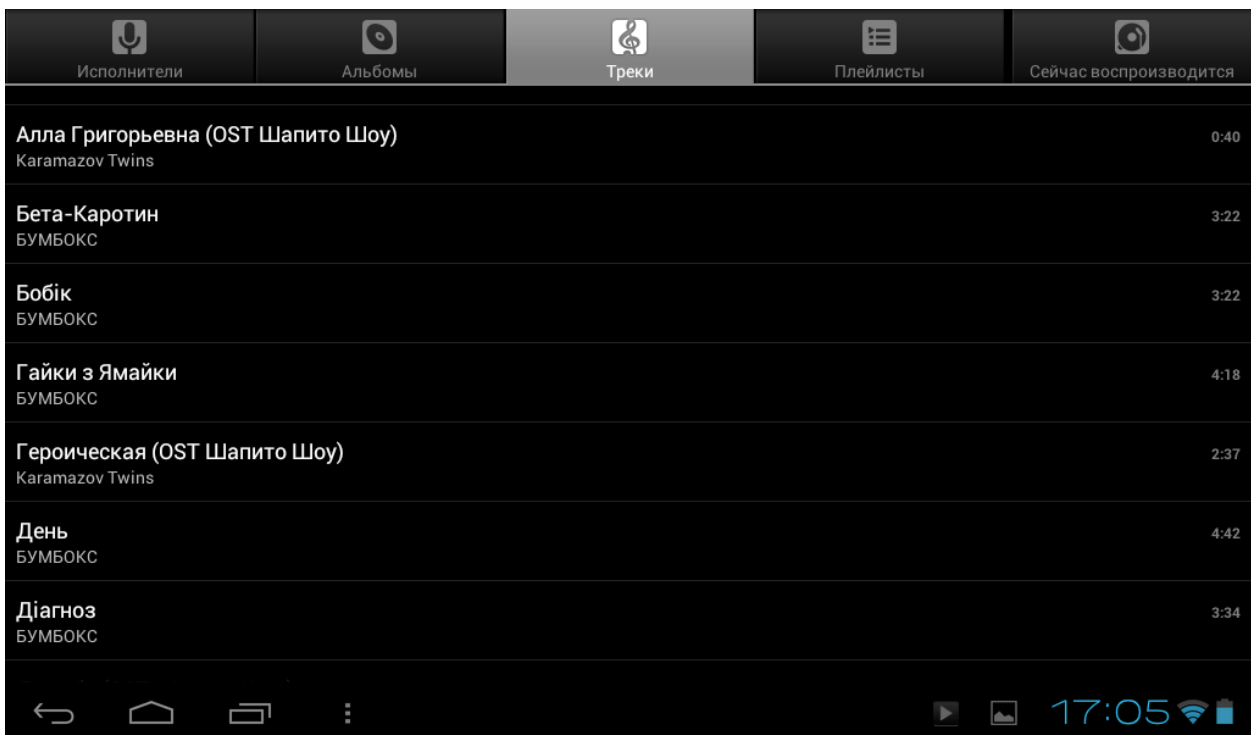 Исполнители
Альбомы
Треки
Плейлисты
Сейчас воспроизводится
Алла Григорьевна (OST Шапито Шоу)
0:40
Karamazov Twins
Бета-Каротин
3:22
БУМБОКС
Бобік
3:22
БУМБОКС
Гайки з Ямайки
4:18
БУМБОКС
Героическая (OST Шапито Шоу)
2:37
Karamazov Twins
День
4:42
БУМБОКС
Діагноз
3:34
БУМБОКС
17:05